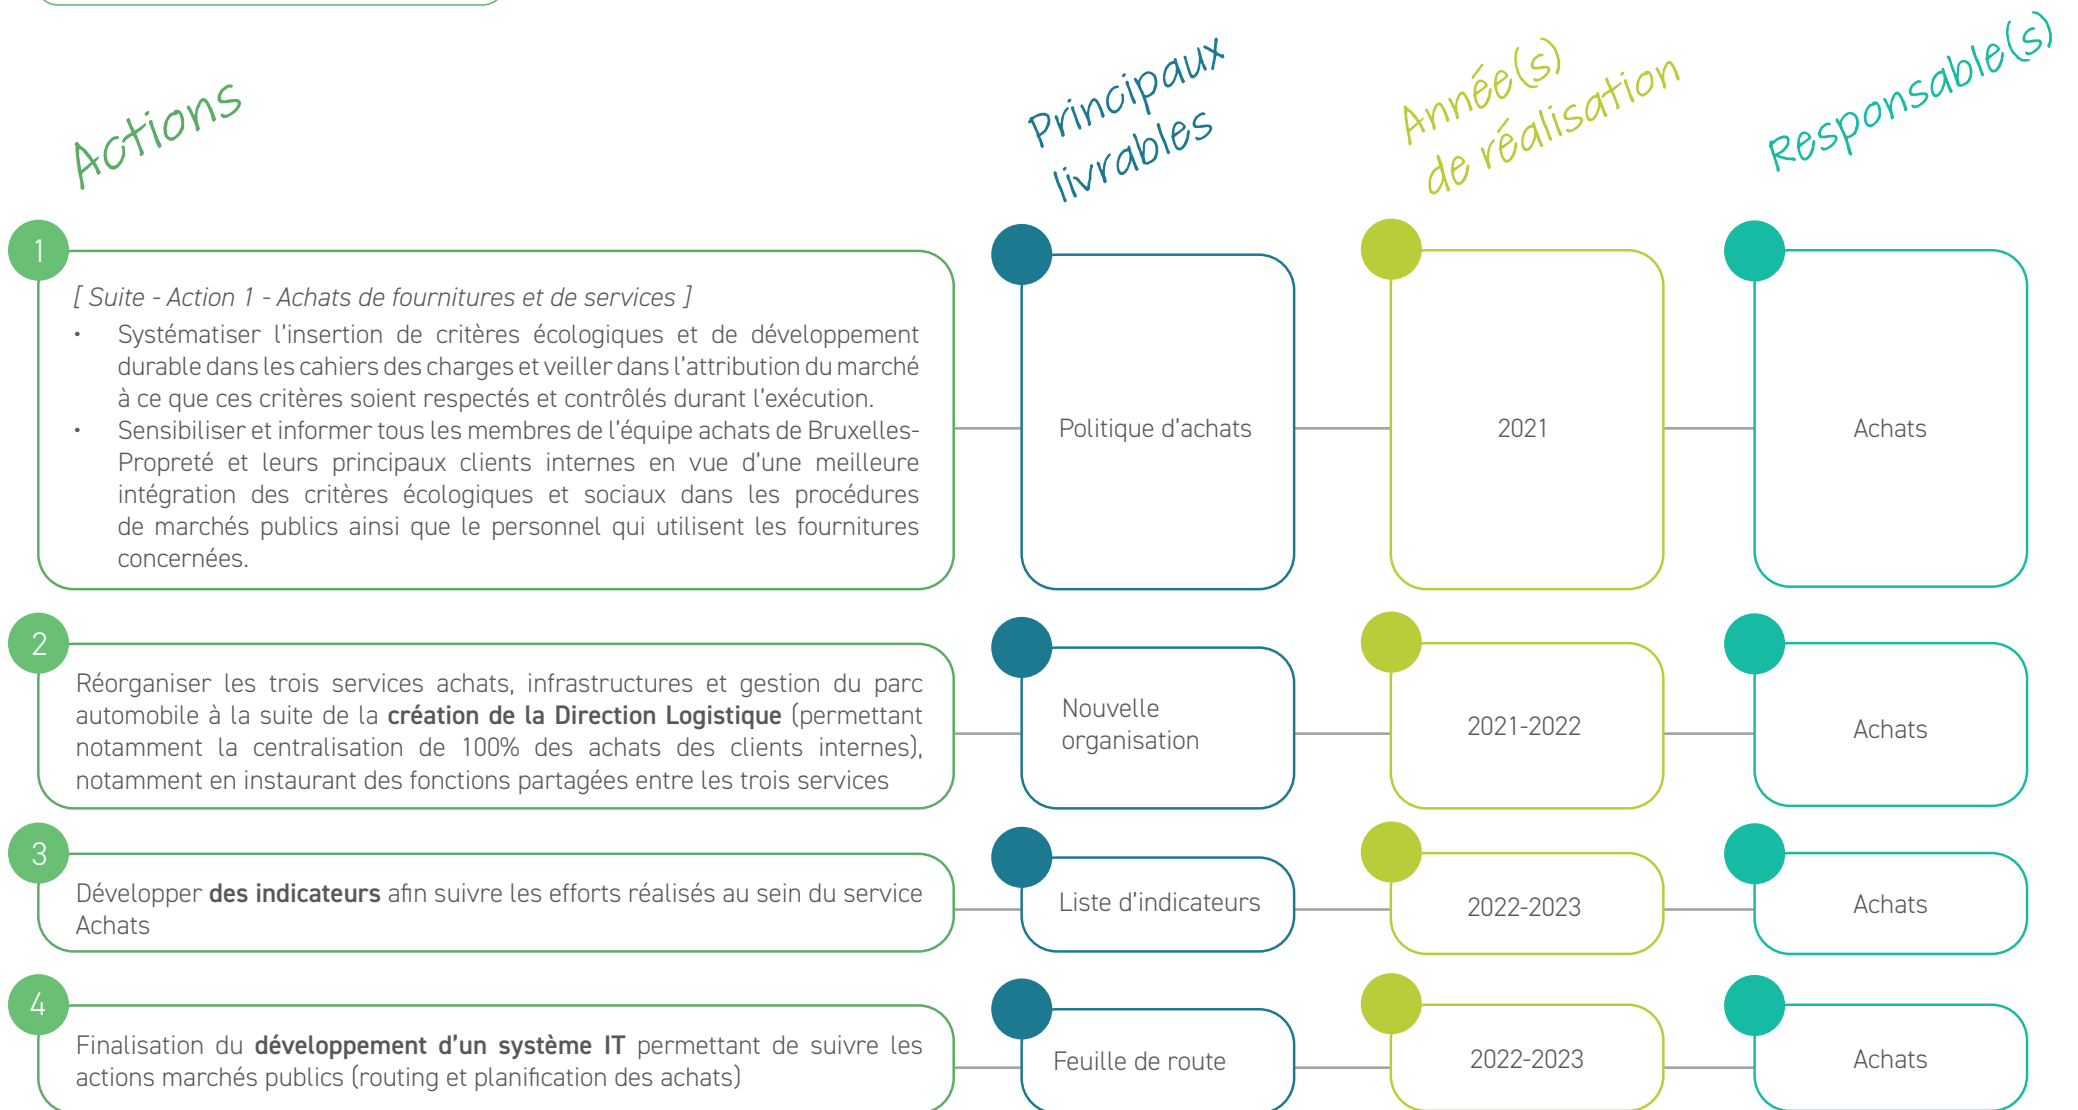 Actions
Principaux
livrables
Année(s)
de réalisation
Responsable(s)
1
[ Suite - Action 1 - Achats de fournitures et de services ]
• Systématiser l'insertion de critères écologiques et de développement
durable dans les cahiers des charges et veiller dans l'attribution du marché
à ce que ces critères soient respectés et contrôlés durant l'exécution.
• Sensibiliser et informer tous les membres de l'équipe achats de Bruxelles-
Propreté et leurs principaux clients internes en vue d'une meilleure
intégration des critères écologiques et sociaux dans les procédures
de marchés publics ainsi que le personnel qui utilisent les fournitures
concernées.
Politique d'achats
2021
Achats
2
Réorganiser les trois services achats, infrastructures et gestion du parc
automobile à la suite de la création de la Direction Logistique (permettant
notamment la centralisation de 100% des achats des clients internes),
notamment en instaurant des fonctions partagées entre les trois services
Nouvelle
organisation
2021-2022
Achats
3
Développer des indicateurs afin suivre les efforts réalisés au sein du service
Achats
Liste d'indicateurs
2022-2023
Achats
4
Finalisation du développement d'un système IT permettant de suivre les
actions marchés publics (routing et planification des achats)
Feuille de route
2022-2023
Achats